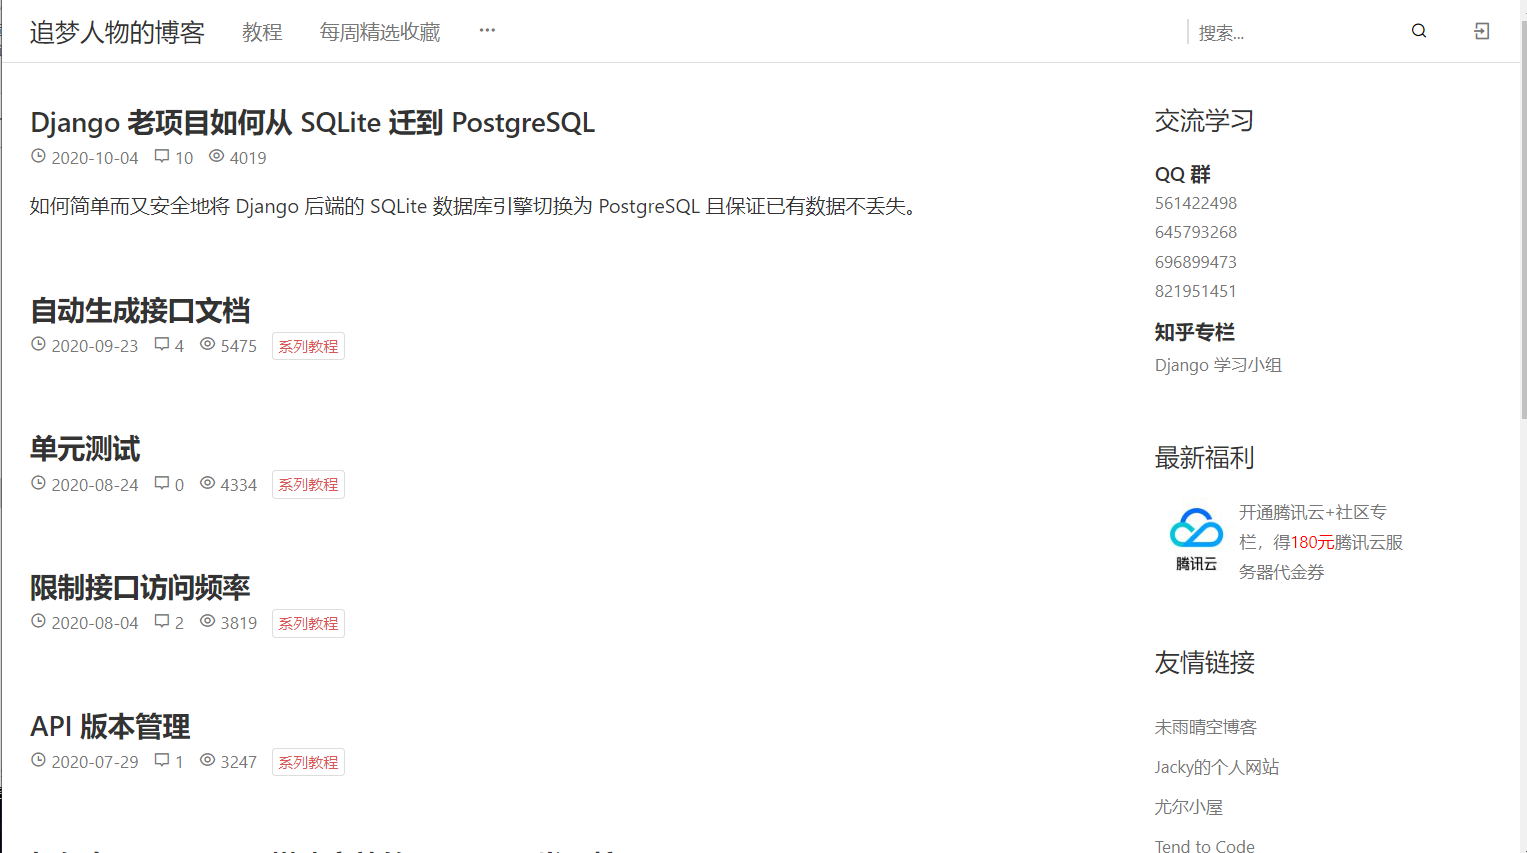 追梦人物的博客 教程 每周精选收藏 ··· 搜索...
Django 老项目如何从 SQLite 迁到 PostgreSQL
2020-10-04 10 4019
如何简单而又安全地将 Django 后端的 SQLite 数据库引擎切换为 PostgreSQL 且保证已有数据不丢失。
自动生成接口文档
2020-09-23 4 5475 系列教程
单元测试
2020-08-24 0 4334 系列教程
限制接口访问频率
2020-08-04 2 3819 系列教程
API 版本管理
2020-07-29 1 3247 系列教程
交流学习
QQ 群
561422498
645793268
696899473
821951451
知乎专栏
Django 学习小组
最新福利
腾讯云
开通腾讯云+社区专
栏，得180元腾讯云服
务器代金券
友情链接
未雨晴空博客
Jacky的个人网站
尤尔小屋
Tend to Code